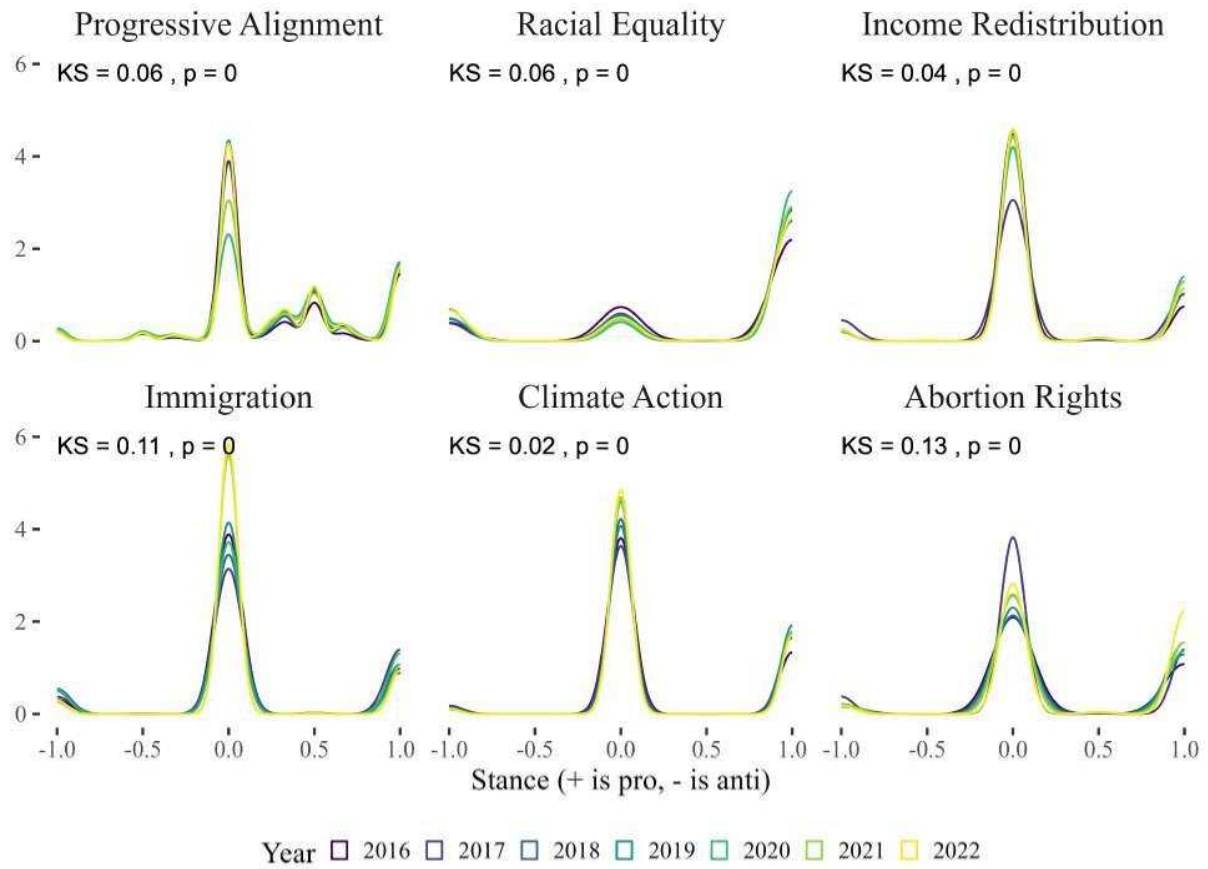 Progressive Alignment Racial Equality Income Redistribution
6
KS = 0.06 , p = 0 KS = 0.06 , p = 0 KS = 0.04 , p = 0
4
2
0
Immigration Climate Action Abortion Rights
6
KS = 0.11 , p = 0 KS = 0.02 , p = 0 KS = 0.13 , p = 0
4
2
0
-1.0 -0.5 0.0 0.5 1.0 -1.0 -0.5 0.0 0.5 1.0 -1.0 -0.5 0.0 0.5 1.0
Stance (+ is pro, - is anti)
Year 2016 2017 2018 2019 2020 2021 2022